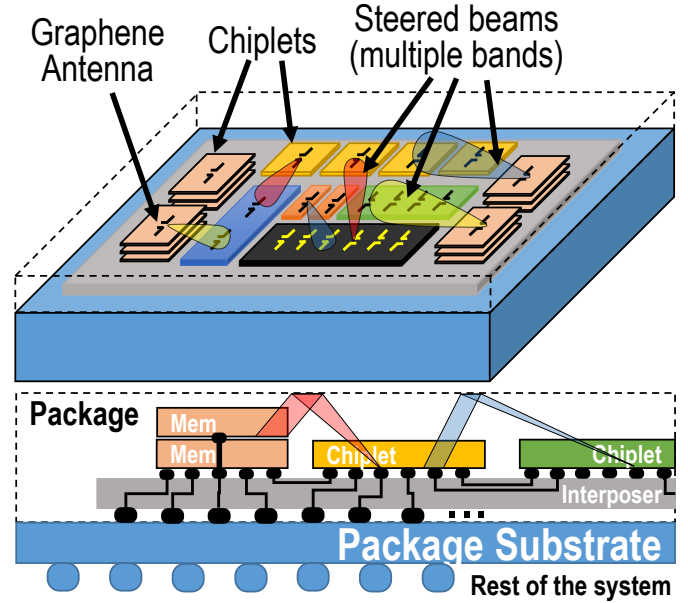 Graphene
Antenna
Chiplets
Steered beams
(multiple bands)
Package
Mem
Mem
Chiplet
Chiplet
Interposer
...
Package Substrate
Rest of the system